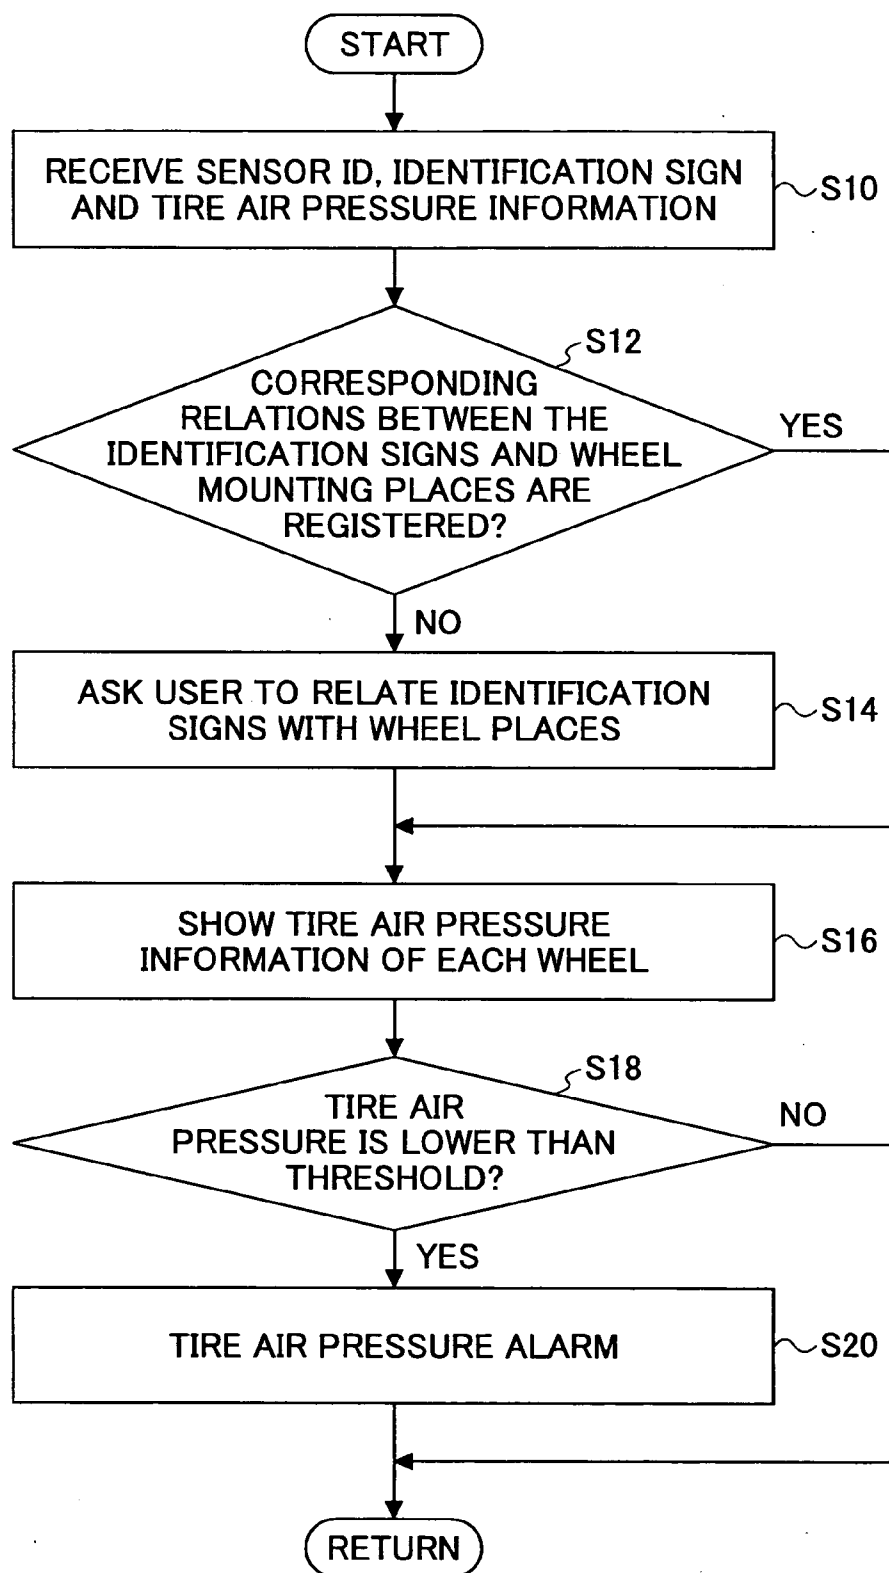 START
RECEIVE SENSOR ID, IDENTIFICATION SIGN
AND TIRE AIR PRESSURE INFORMATION
S10
S12
CORRESPONDING
RELATIONS BETWEEN THE
IDENTIFICATION SIGNS AND WHEEL
MOUNTING PLACES ARE
REGISTERED?
YES
NO
ASK USER TO RELATE IDENTIFICATION
SIGNS WITH WHEEL PLACES
S14
SHOW TIRE AIR PRESSURE
INFORMATION OF EACH WHEEL
S16
S18
TIRE AIR
PRESSURE IS LOWER THAN
THRESHOLD?
NO
YES
TIRE AIR PRESSURE ALARM
S20
RETURN